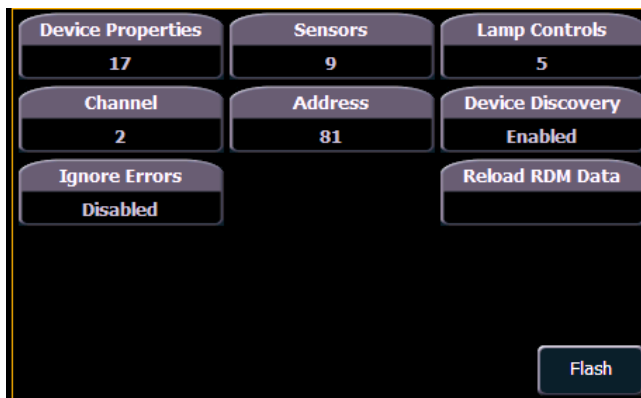 Device Properties Sensors Lamp Controls
17 9 5
Channel Address Device Discovery
2 81 Enabled
Ignore Errors Reload RDM Data
Disabled
Flash